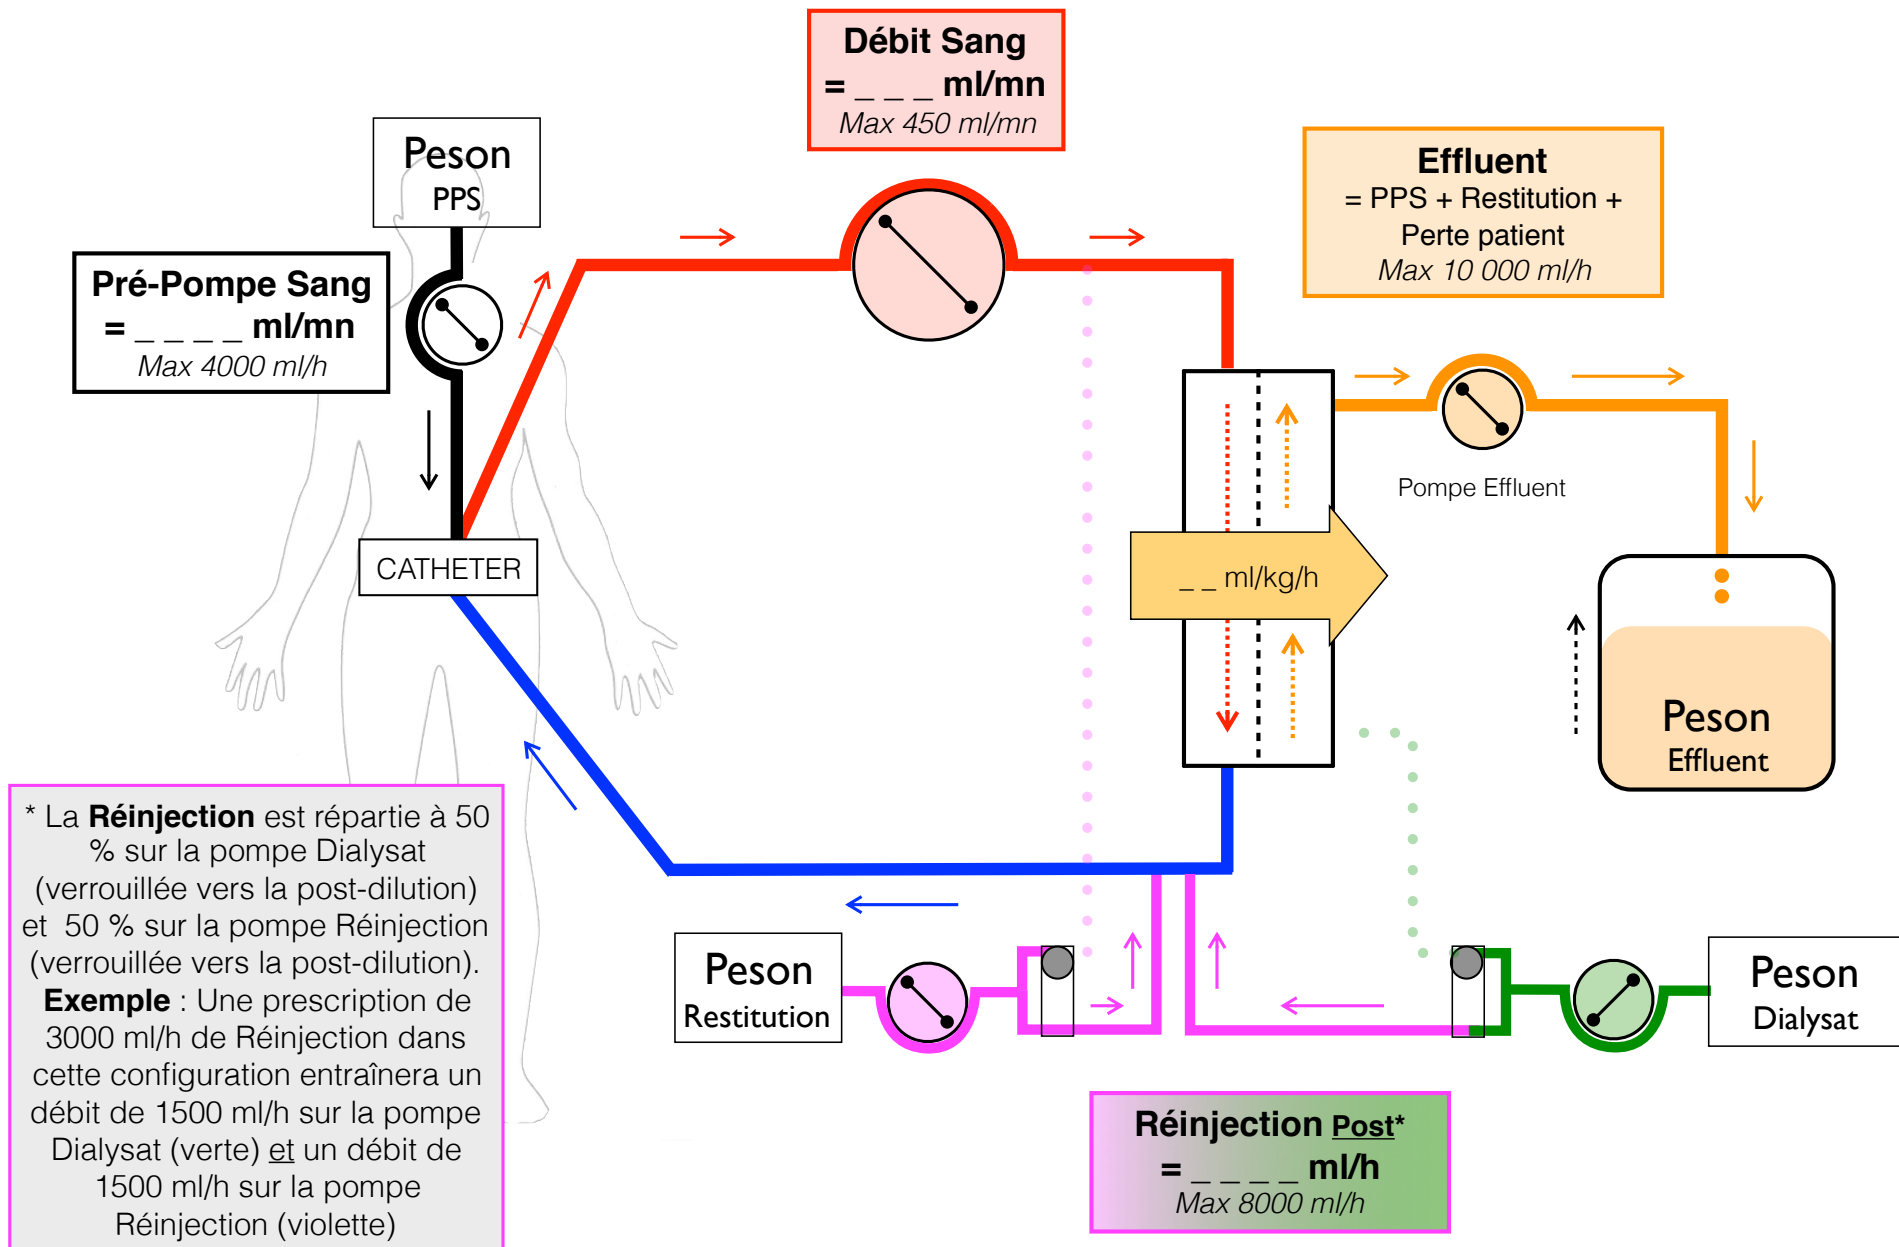 Débit Sang
= _ _ _ ml/mn
Max 450 ml/mn
Peson
PPS
Effluent
= PPS + Restitution +
Perte patient
Max 10 000 ml/h
Pré-Pompe Sang
= _ _ _ _ ml/mn
Max 4000 ml/h
Pompe Effluent
CATHETER
_ _ ml/kg/h
Peson
Effluent
* La Réinjection est répartie à 50
% sur la pompe Dialysat
(verrouillée vers la post-dilution)
et 50 % sur la pompe Réinjection
(verrouillée vers la post-dilution).
Exemple : Une prescription de
3000 ml/h de Réinjection dans
cette configuration entraînera un
débit de 1500 ml/h sur la pompe
Dialysat (verte) et un débit de
1500 ml/h sur la pompe
Réinjection (violette)
Peson
Restitution
Peson
Dialysat
Réinjection Post*
= _ _ _ _ ml/h
Max 8000 ml/h